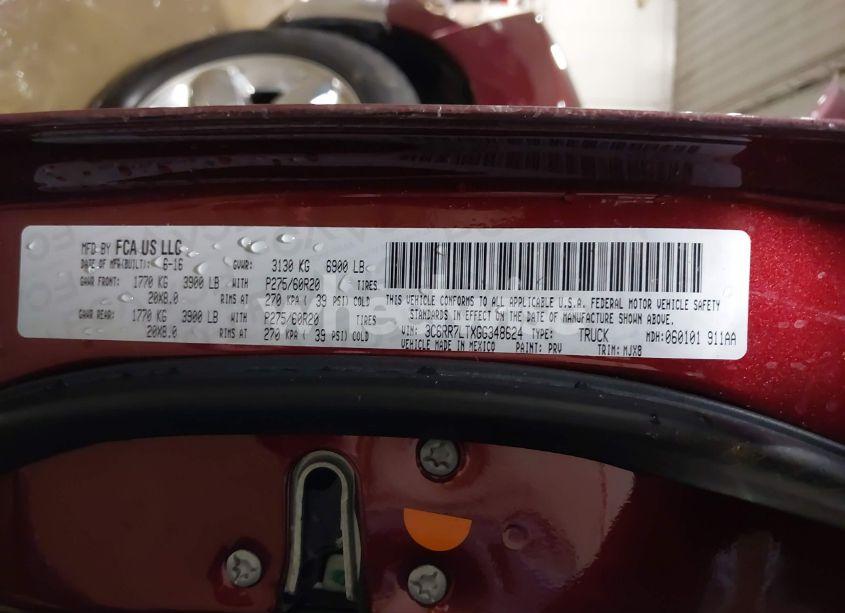 MFD BY FCA US LLC
DATE OF MFR(BUILT): 6-16 GVWR: 3130 KG 6900 LB
GAWR FRONT: 1770 KG 3900 LB WITH P275/60R20 TIRES
20X8.0 RIMS AT 270 KPA ( 39 PSI) COLD
GAWR REAR: 1770 KG 3900 LB WITH P275/60R20 TIRES
20X8.0 RIMS AT 270 KPA ( 39 PSI) COLD
THIS VEHICLE CONFORMS TO ALL APPLICABLE U.S.A. FEDERAL MOTOR VEHICLE SAFETY
STANDARDS IN EFFECT ON THE DATE OF MANUFACTURE SHOWN ABOVE.
VIN: 3C6RR7LTXGG348624 TYPE: TRUCK MDH:060101 911AA
VEHICLE MADE IN MEXICO PAINT: PRV TRIM: MJX8